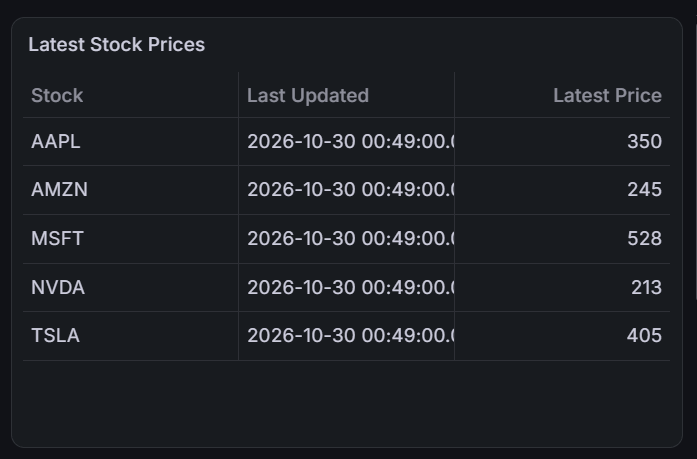 Latest Stock Prices
Stock Last Updated Latest Price
AAPL 2026-10-30 00:49:00. 350
AMZN 2026-10-30 00:49:00. 245
MSFT 2026-10-30 00:49:00. 528
NVDA 2026-10-30 00:49:00. 213
TSLA 2026-10-30 00:49:00. 405